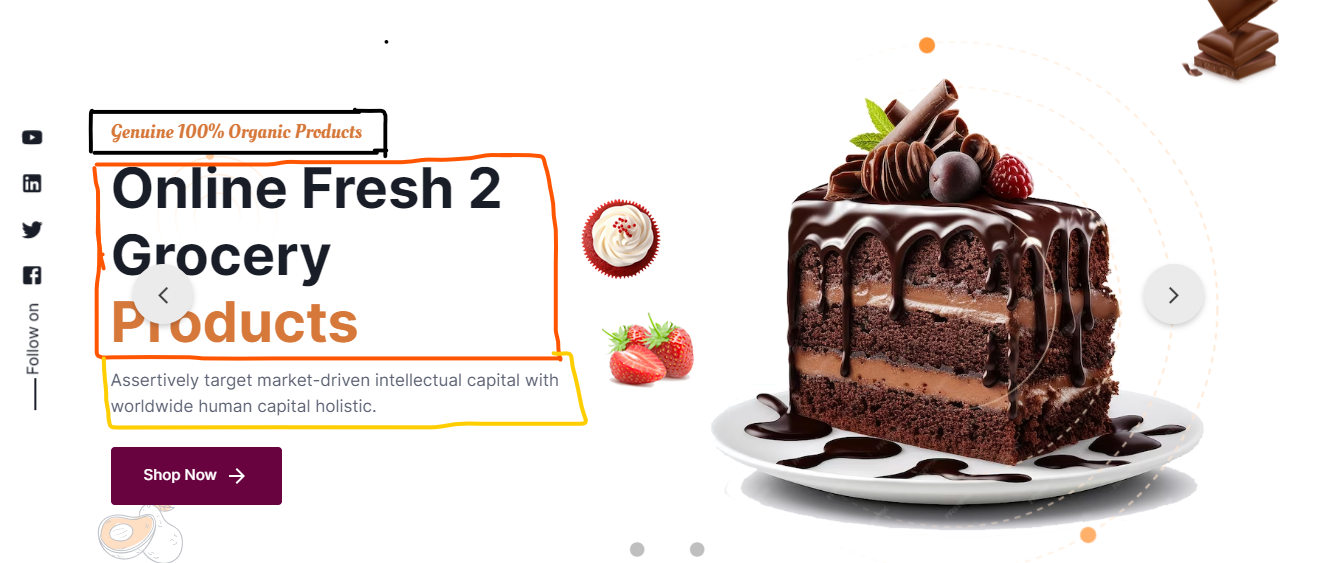 Genuine 100% Organic Products
Online Fresh 2
Grocery
Products
Assertively target market-driven intellectual capital with
worldwide human capital holistic.
Shop Now
Follow on